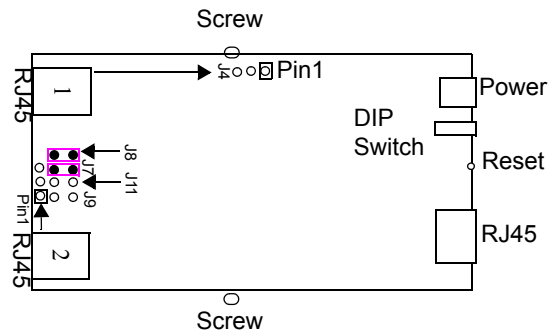 Screw
RJ45
1
J4
Pin1
Power
DIP
Switch
J8
J7
J11
Reset
J9
Pin1
RJ45
2
RJ45
Screw